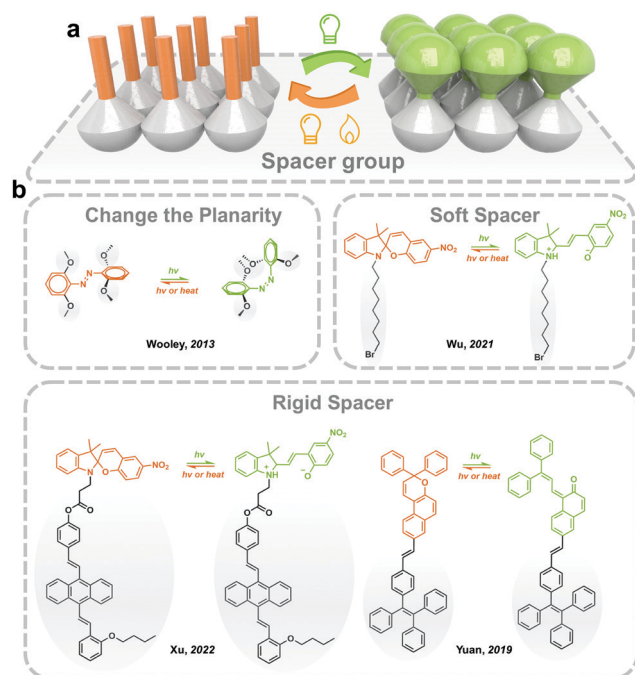 a
Spacer group
b
Change the Planarity
O
O
O
N
N
O
hv
hv or heat
O
O
O
O
N
N
Wooley, 2013
Soft Spacer
N
O
NO2
Br
hv
hv or heat
NO2
+
NH
O
-
Br
Wu, 2021
Rigid Spacer
N
O
NO2
O
O
O
hv
hv or heat
NO2
+
NH
O
-
O
O
O
Xu, 2022
O
hv
hv or heat
O
Yuan, 2019